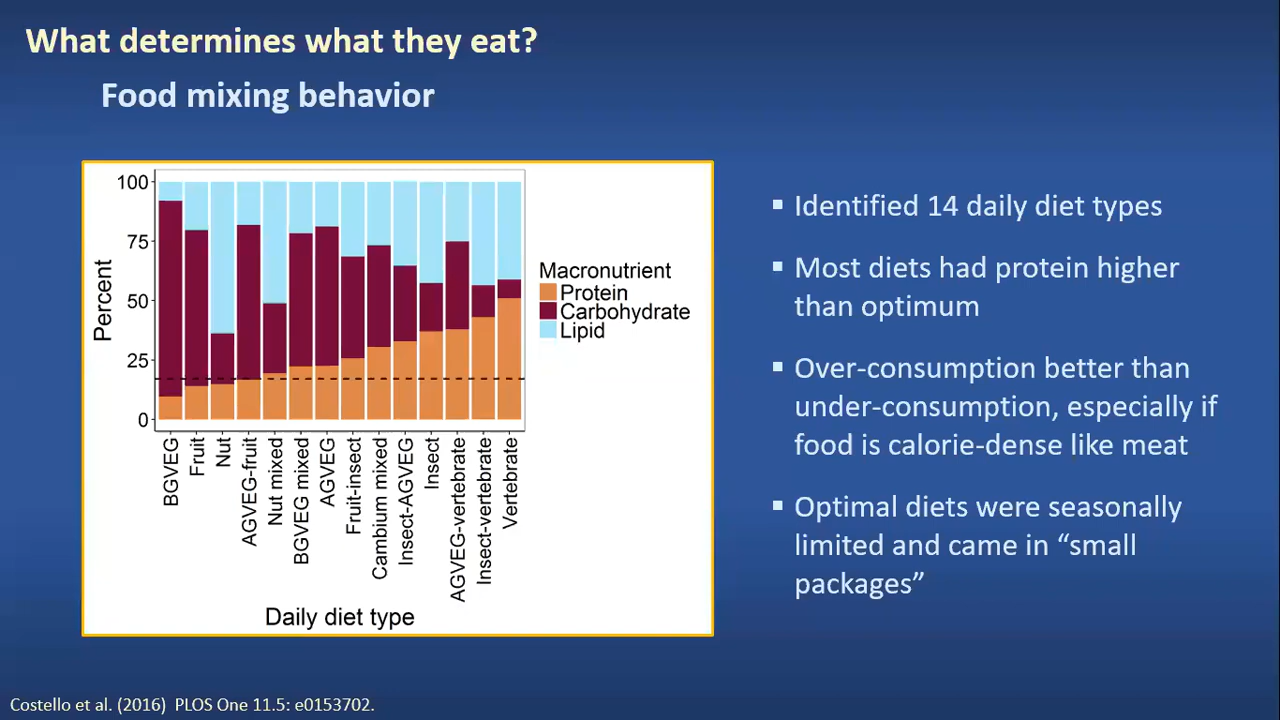 What determines what they eat?
Food mixing behavior
100
75
50
25
0
Percent
BGVEG
Fruit
Nut
AGVEG-fruit
Nut mixed
BGVEG mixed
AGVEG
Fruit-insect
Cambium mixed
Insect-AGVEG
Insect
AGVEG-vertebrate
Insect-vertebrate
Vertebrate
Daily diet type
Macronutrient
Protein
Carbohydrate
Lipid
▪ Identified 14 daily diet types
▪ Most diets had protein higher
than optimum
▪ Over-consumption better than
under-consumption, especially if
food is calorie-dense like meat
▪ Optimal diets were seasonally
limited and came in “small
packages”
Costello et al. (2016) PLOS One 11.5: e0153702.